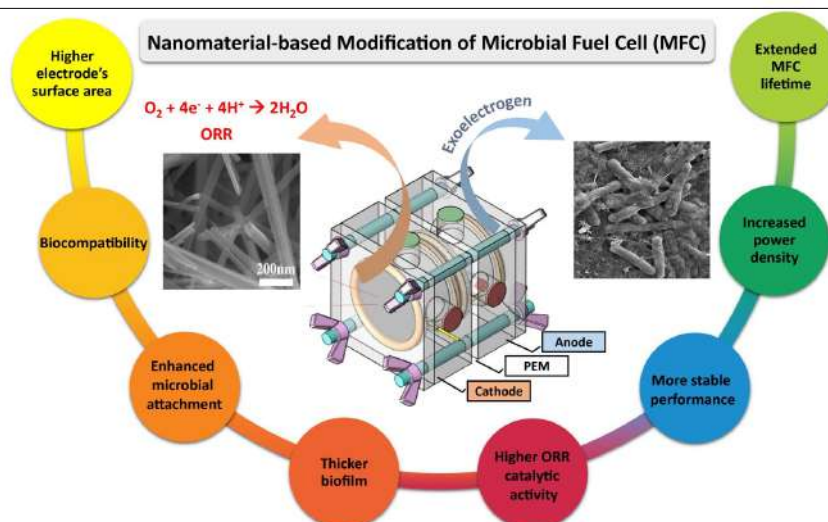 Nanomaterial-based Modification of Microbial Fuel Cell (MFC)
Higher
electrode's
surface area
Biocompatibility
Enhanced
microbial
attachment
Thicker
biofilm
Higher ORR
catalytic
activity
More stable
performance
Increased
power
density
Extended
MFC
lifetime
O₂ + 4e⁻ + 4H⁺ → 2H₂O
ORR
200nm
Exoelectrogen
Anode
PEM
Cathode